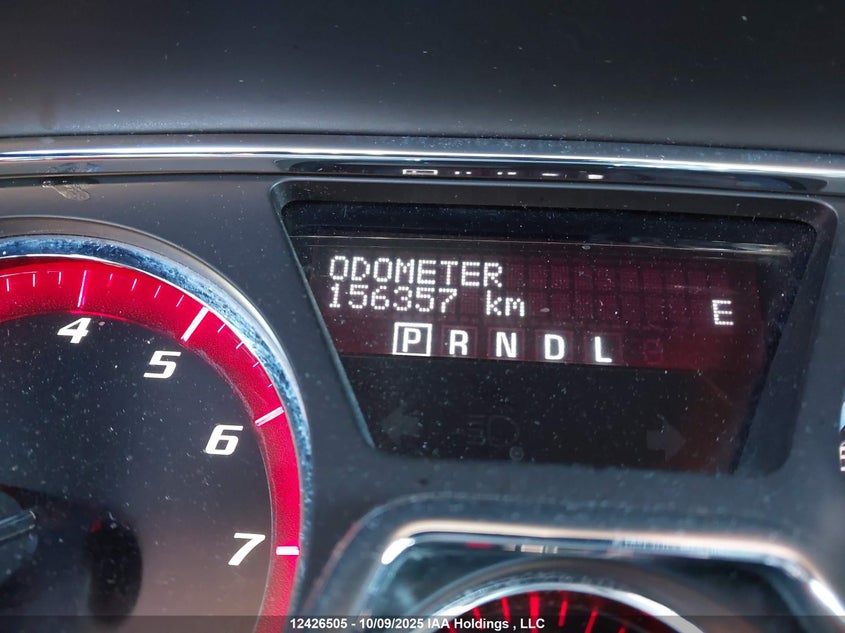 ODOMETER
156357 km
E
P R N D L
4
5
6
7
12426505 - 10/09/2025 IAA Holdings , LLC